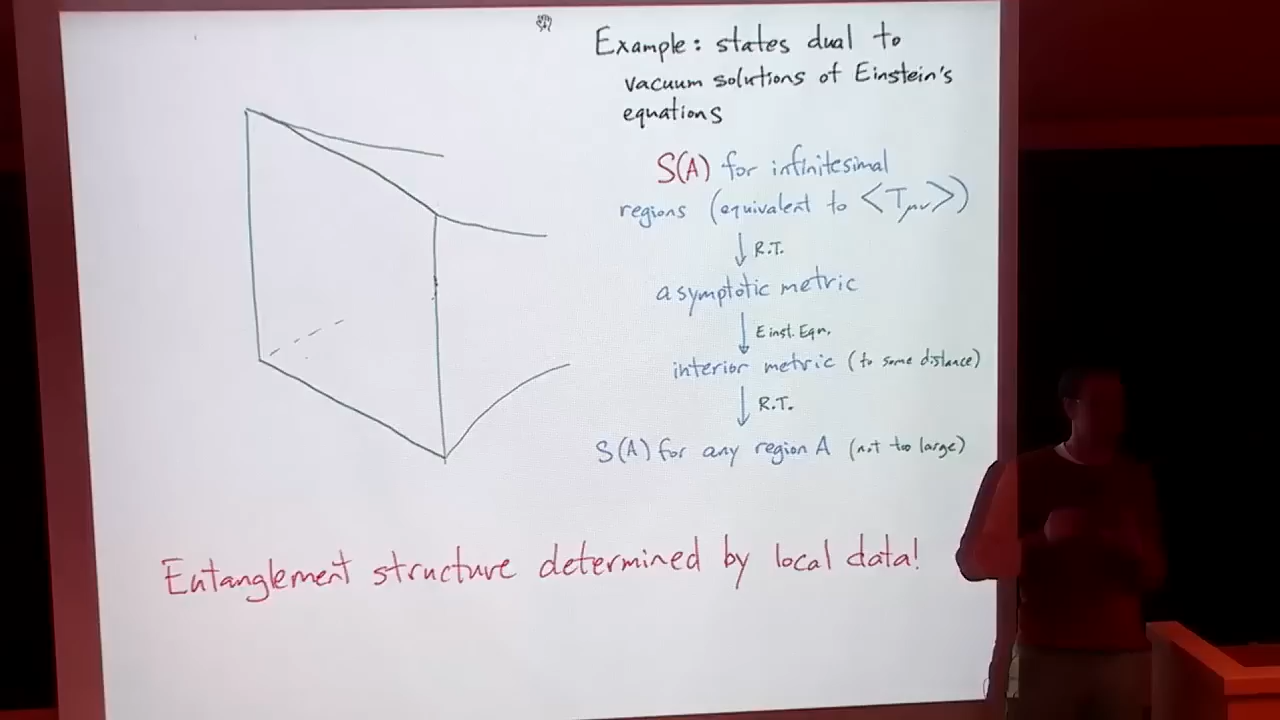 Example: states dual to
vacuum solutions of Einstein's
equations
S(A) for infinitesimal
regions (equivalent to <Tμν>)
↓ R.T.
asymptotic metric
↓ Einst. Eqn.
interior metric (to some distance)
↓ R.T.
S(A) for any region A (not too large)
Entanglement structure determined by local data!